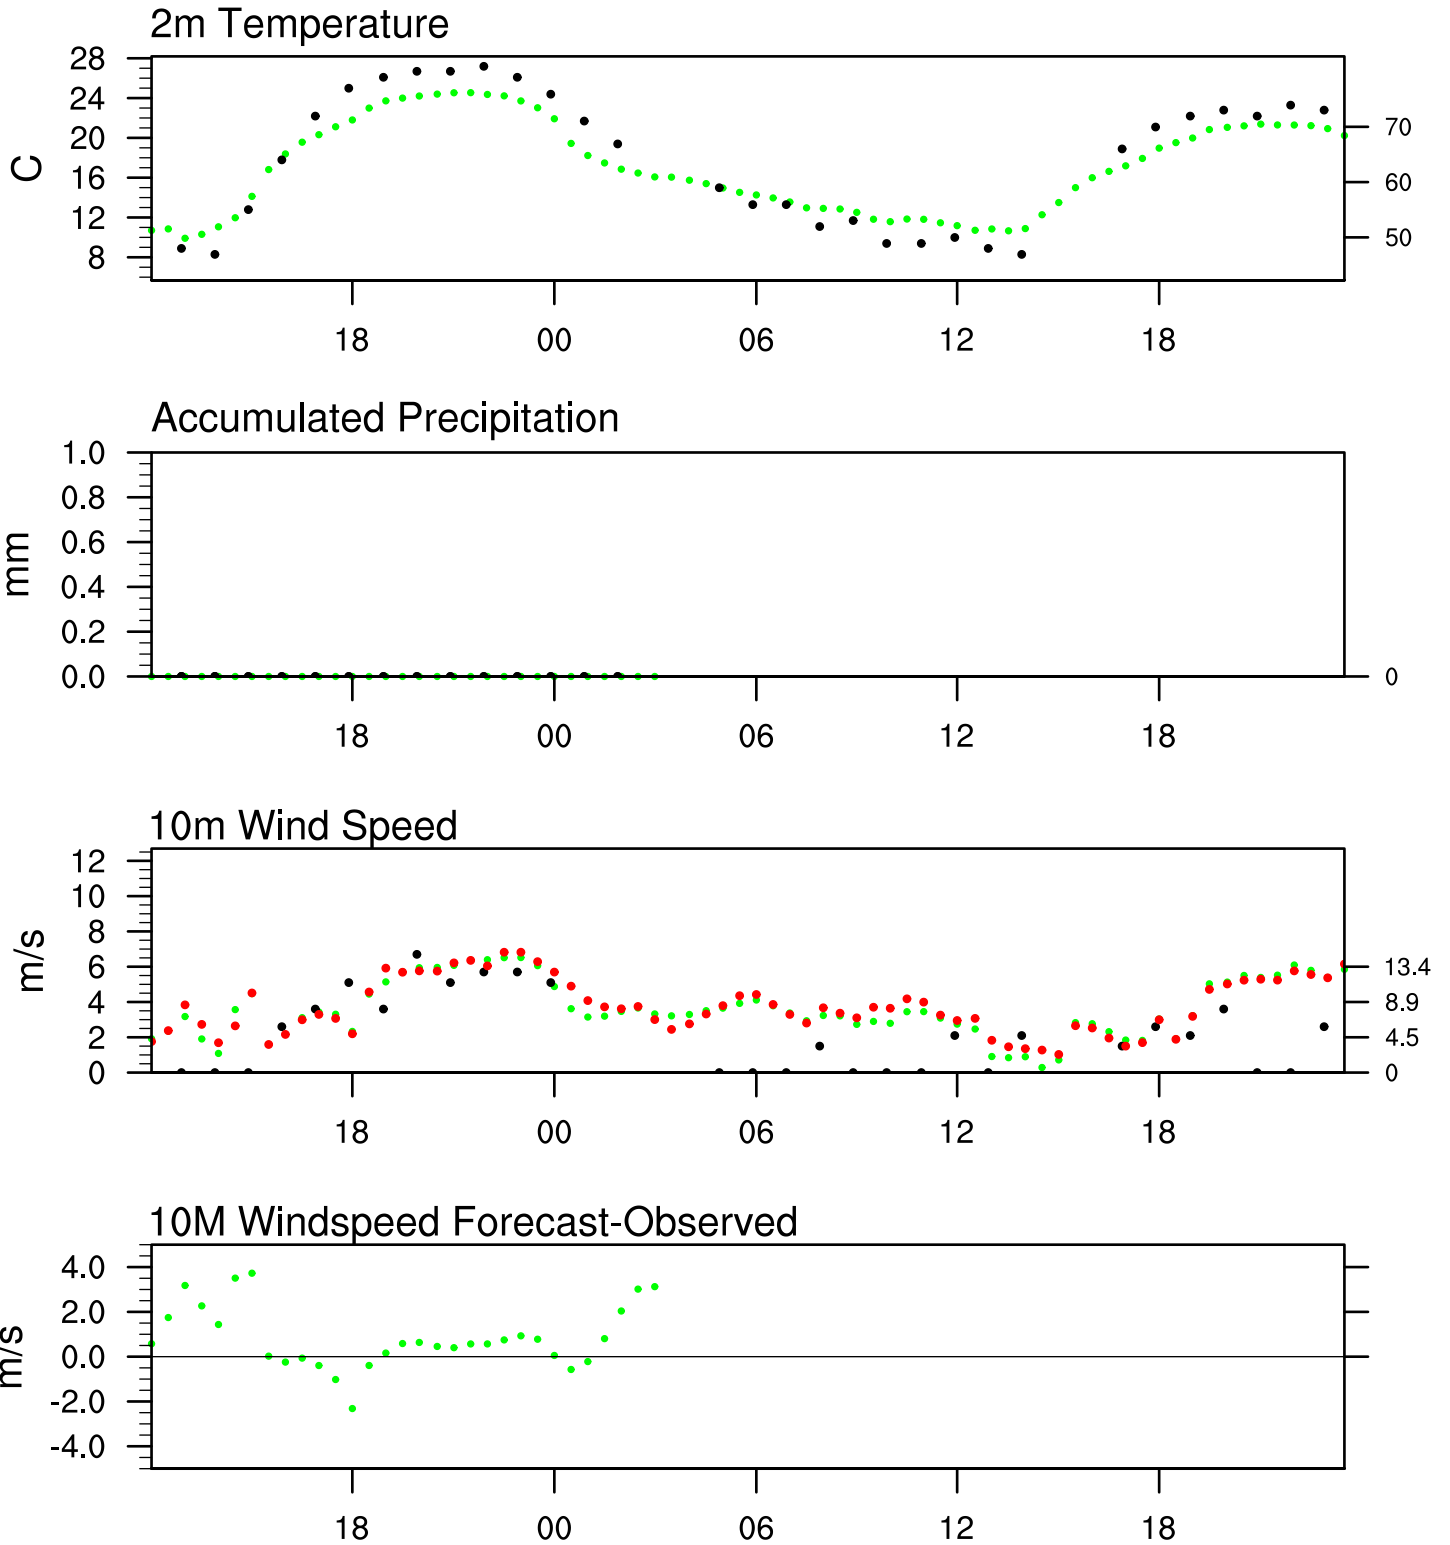 2m Temperature
28
24
20
16
12
8
C
70
60
50
18 00 06 12 18
Accumulated Precipitation
1.0
0.8
0.6
0.4
0.2
0.0
mm
0
18 00 06 12 18
10m Wind Speed
12
10
8
6
4
2
0
m/s
13.4
8.9
4.5
0
18 00 06 12 18
10M Windspeed Forecast-Observed
4.0
2.0
0.0
-2.0
-4.0
m/s
18 00 06 12 18